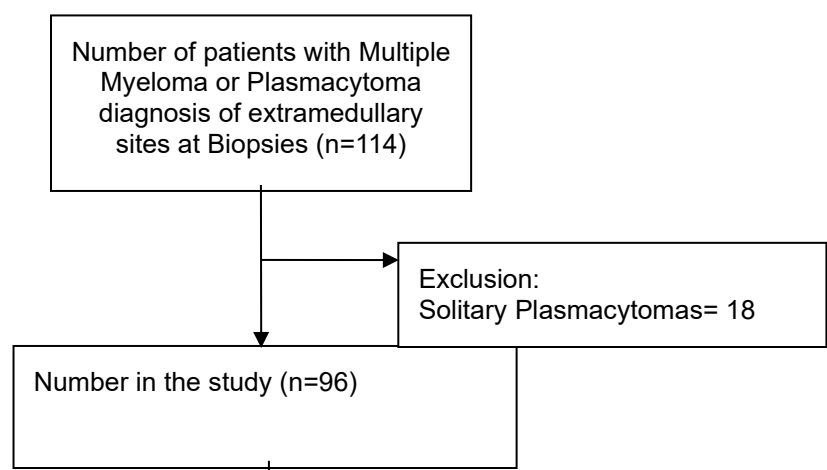 Number of patients with Multiple
Myeloma or Plasmacytoma
diagnosis of extramedullary
sites at Biopsies (n=114)
Exclusion:
Solitary Plasmacytomas= 18
Number in the study (n=96)